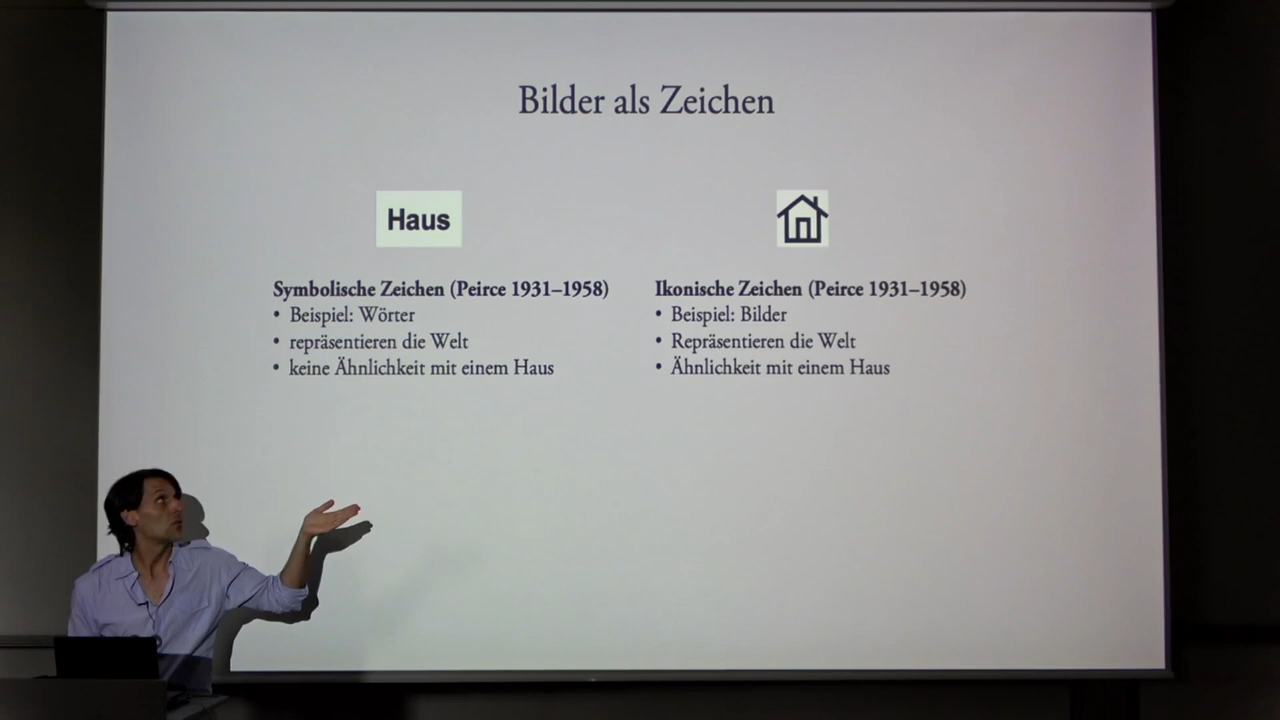 Bilder als Zeichen
Haus
Symbolische Zeichen (Peirce 1931–1958)
• Beispiel: Wörter
• repräsentieren die Welt
• keine Ähnlichkeit mit einem Haus
Ikonische Zeichen (Peirce 1931–1958)
• Beispiel: Bilder
• Repräsentieren die Welt
• Ähnlichkeit mit einem Haus